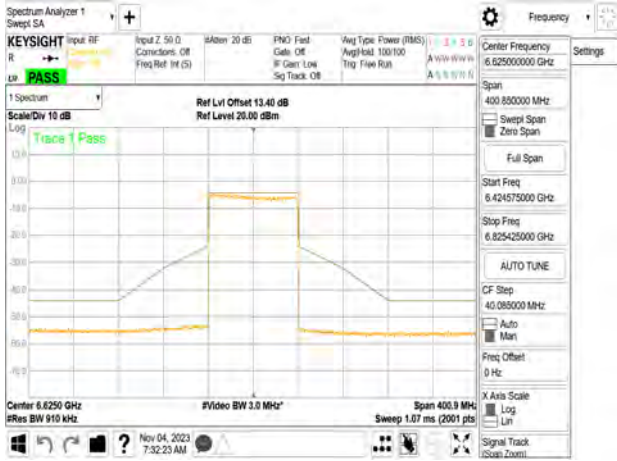 Spectrum Analyzer 1
Swept SA
+
Frequency
KEYSIGHT
Input: RF
Input Z: 50 Ω
#Atten: 20 dB
PNO: Fast
Avg Type: Power (RMS)
R
Corrections: Off
Gate: Off
Avg|Hold: 100/100
Freq Ref: Int (S)
IF Gain: Low
Trig: Free Run
Sig Track: Off
PASS
Center Frequency
6.625000000 GHz
Settings
Span
400.850000 MHz
Swept Span
Zero Span
Full Span
Start Freq
6.424575000 GHz
Stop Freq
6.825425000 GHz
AUTO TUNE
CF Step
40.085000 MHz
Auto
Man
Freq Offset
0 Hz
X Axis Scale
Log
Lin
Signal Track
(Span Zoom)
1 Spectrum
Ref Lvl Offset 13.40 dB
Scale/Div 10 dB
Ref Level 20.00 dBm
Log
Trace 1 Pass
Center 6.6250 GHz
#Video BW 3.0 MHz*
Span 400.9 MHz
#Res BW 910 kHz
Sweep 1.07 ms (2001 pts)
?
Nov 04, 2023
7:32:23 AM